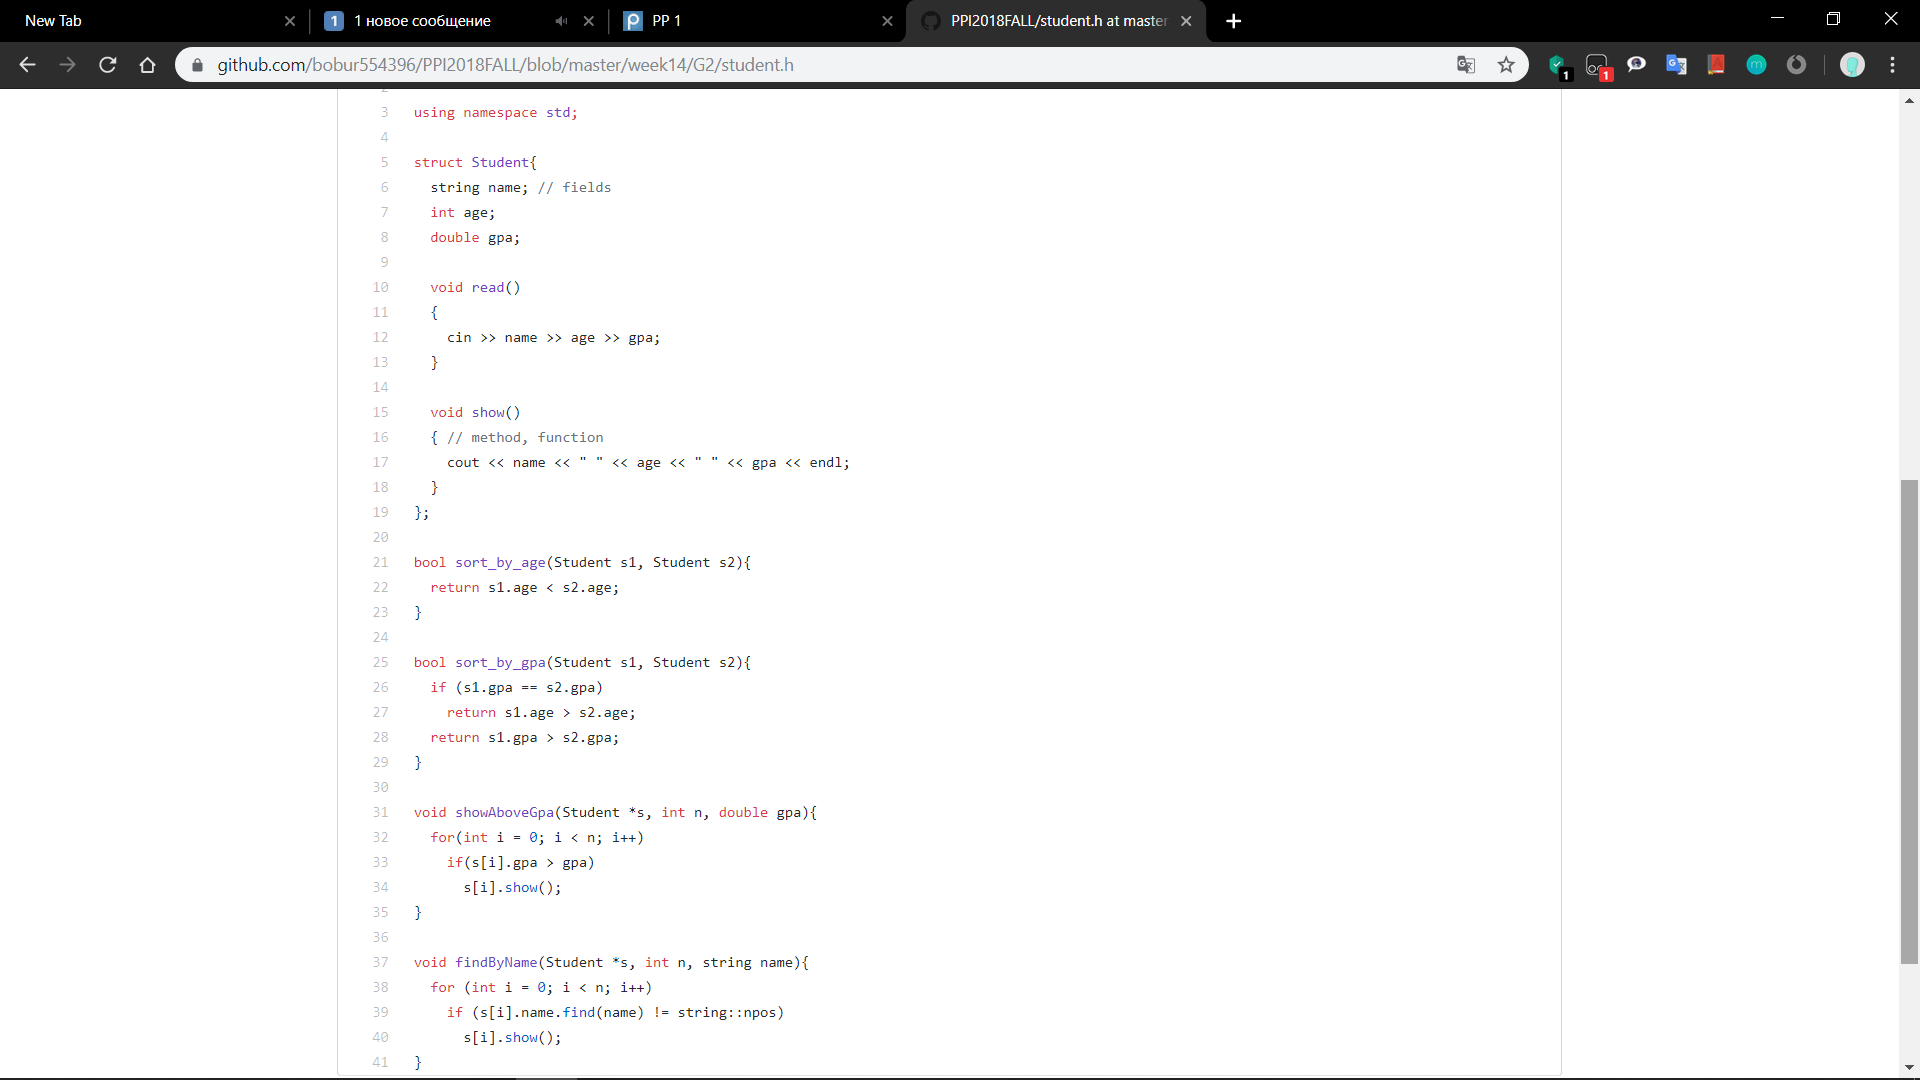 New Tab
1 1 новое сообщение
PP 1
PPI2018FALL/student.h at master
github.com/bobur554396/PPI2018FALL/blob/master/week14/G2/student.h
1
1
2
3 using namespace std;
4
5 struct Student{
6 string name; // fields
7 int age;
8 double gpa;
9
10 void read()
11 {
12 cin >> name >> age >> gpa;
13 }
14
15 void show()
16 { // method, function
17 cout << name << " " << age << " " << gpa << endl;
18 }
19 };
20
21 bool sort_by_age(Student s1, Student s2){
22 return s1.age < s2.age;
23 }
24
25 bool sort_by_gpa(Student s1, Student s2){
26 if (s1.gpa == s2.gpa)
27 return s1.age > s2.age;
28 return s1.gpa > s2.gpa;
29 }
30
31 void showAboveGpa(Student *s, int n, double gpa){
32 for(int i = 0; i < n; i++)
33 if(s[i].gpa > gpa)
34 s[i].show();
35 }
36
37 void findByName(Student *s, int n, string name){
38 for (int i = 0; i < n; i++)
39 if (s[i].name.find(name) != string::npos)
40 s[i].show();
41 }